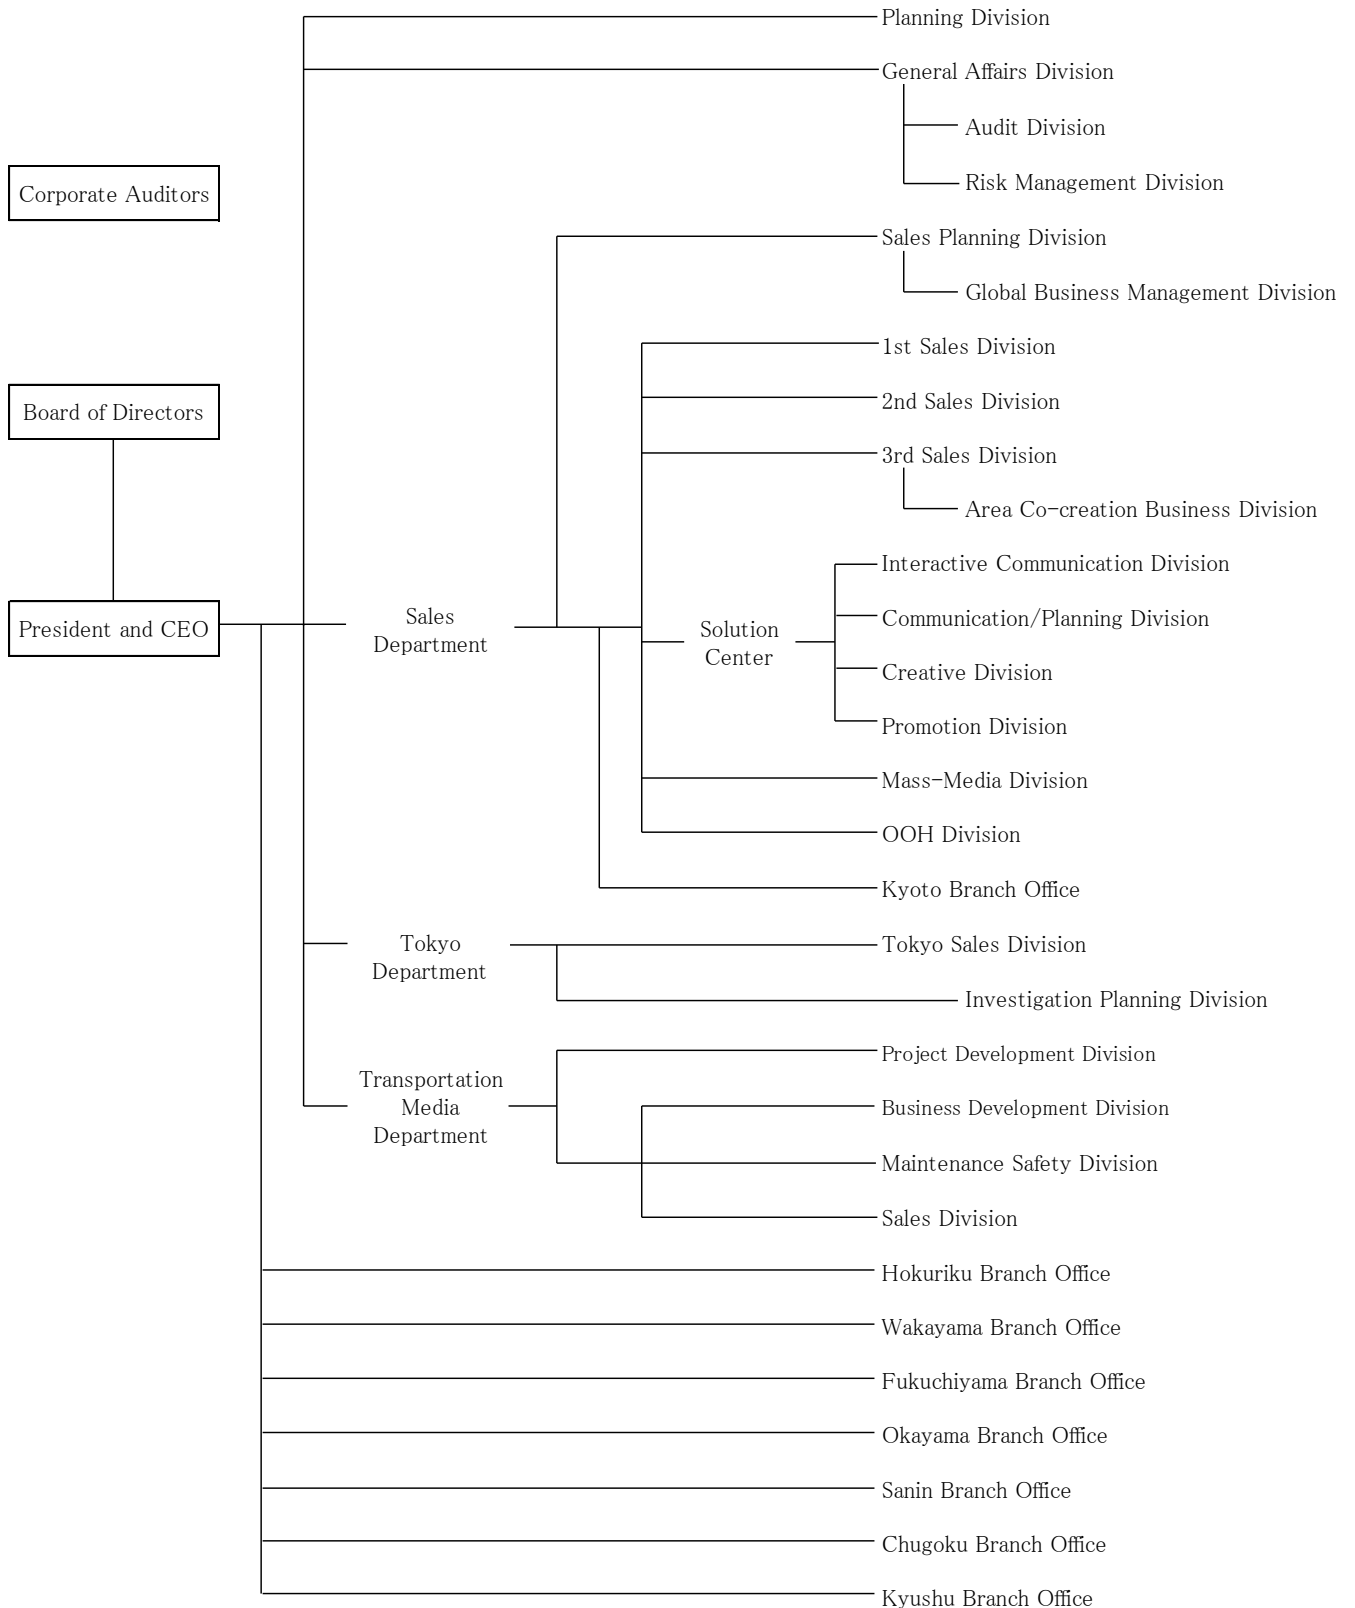 Planning Division
General Affairs Division
Audit Division
Risk Management Division
Corporate Auditors
Sales Planning Division
Global Business Management Division
1st Sales Division
2nd Sales Division
Board of Directors
3rd Sales Division
Area Co-creation Business Division
Interactive Communication Division
President and CEO
Sales
Department
Solution
Center
Communication/Planning Division
Creative Division
Promotion Division
Mass-Media Division
OOH Division
Kyoto Branch Office
Tokyo
Department
Tokyo Sales Division
Investigation Planning Division
Transportation
Media
Department
Project Development Division
Business Development Division
Maintenance Safety Division
Sales Division
Hokuriku Branch Office
Wakayama Branch Office
Fukuchiyama Branch Office
Okayama Branch Office
Sanin Branch Office
Chugoku Branch Office
Kyushu Branch Office